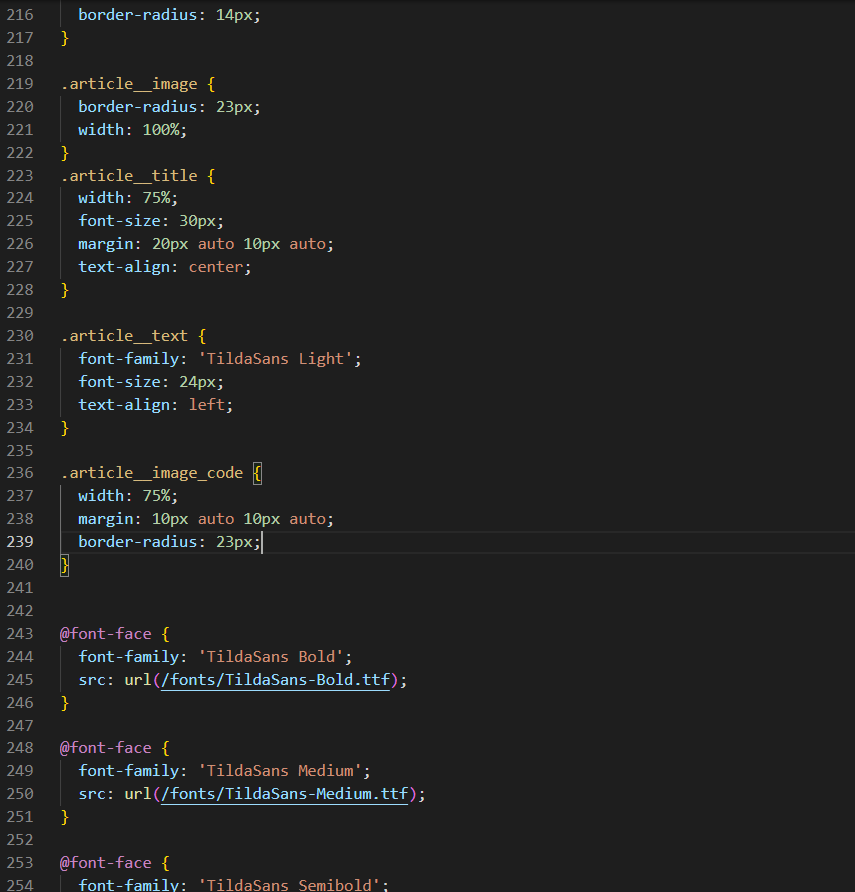 216 border-radius: 14px;
217 }
218
219 .article__image {
220 border-radius: 23px;
221 width: 100%;
222 }
223 .article__title {
224 width: 75%;
225 font-size: 30px;
226 margin: 20px auto 10px auto;
227 text-align: center;
228 }
229
230 .article__text {
231 font-family: 'TildaSans Light';
232 font-size: 24px;
233 text-align: left;
234 }
235
236 .article__image_code {
237 width: 75%;
238 margin: 10px auto 10px auto;
239 border-radius: 23px;
240 }
241
242
243 @font-face {
244 font-family: 'TildaSans Bold';
245 src: url(/fonts/TildaSans-Bold.ttf);
246 }
247
248 @font-face {
249 font-family: 'TildaSans Medium';
250 src: url(/fonts/TildaSans-Medium.ttf);
251 }
252
253 @font-face {
254 font-family: 'TildaSans Semibold';